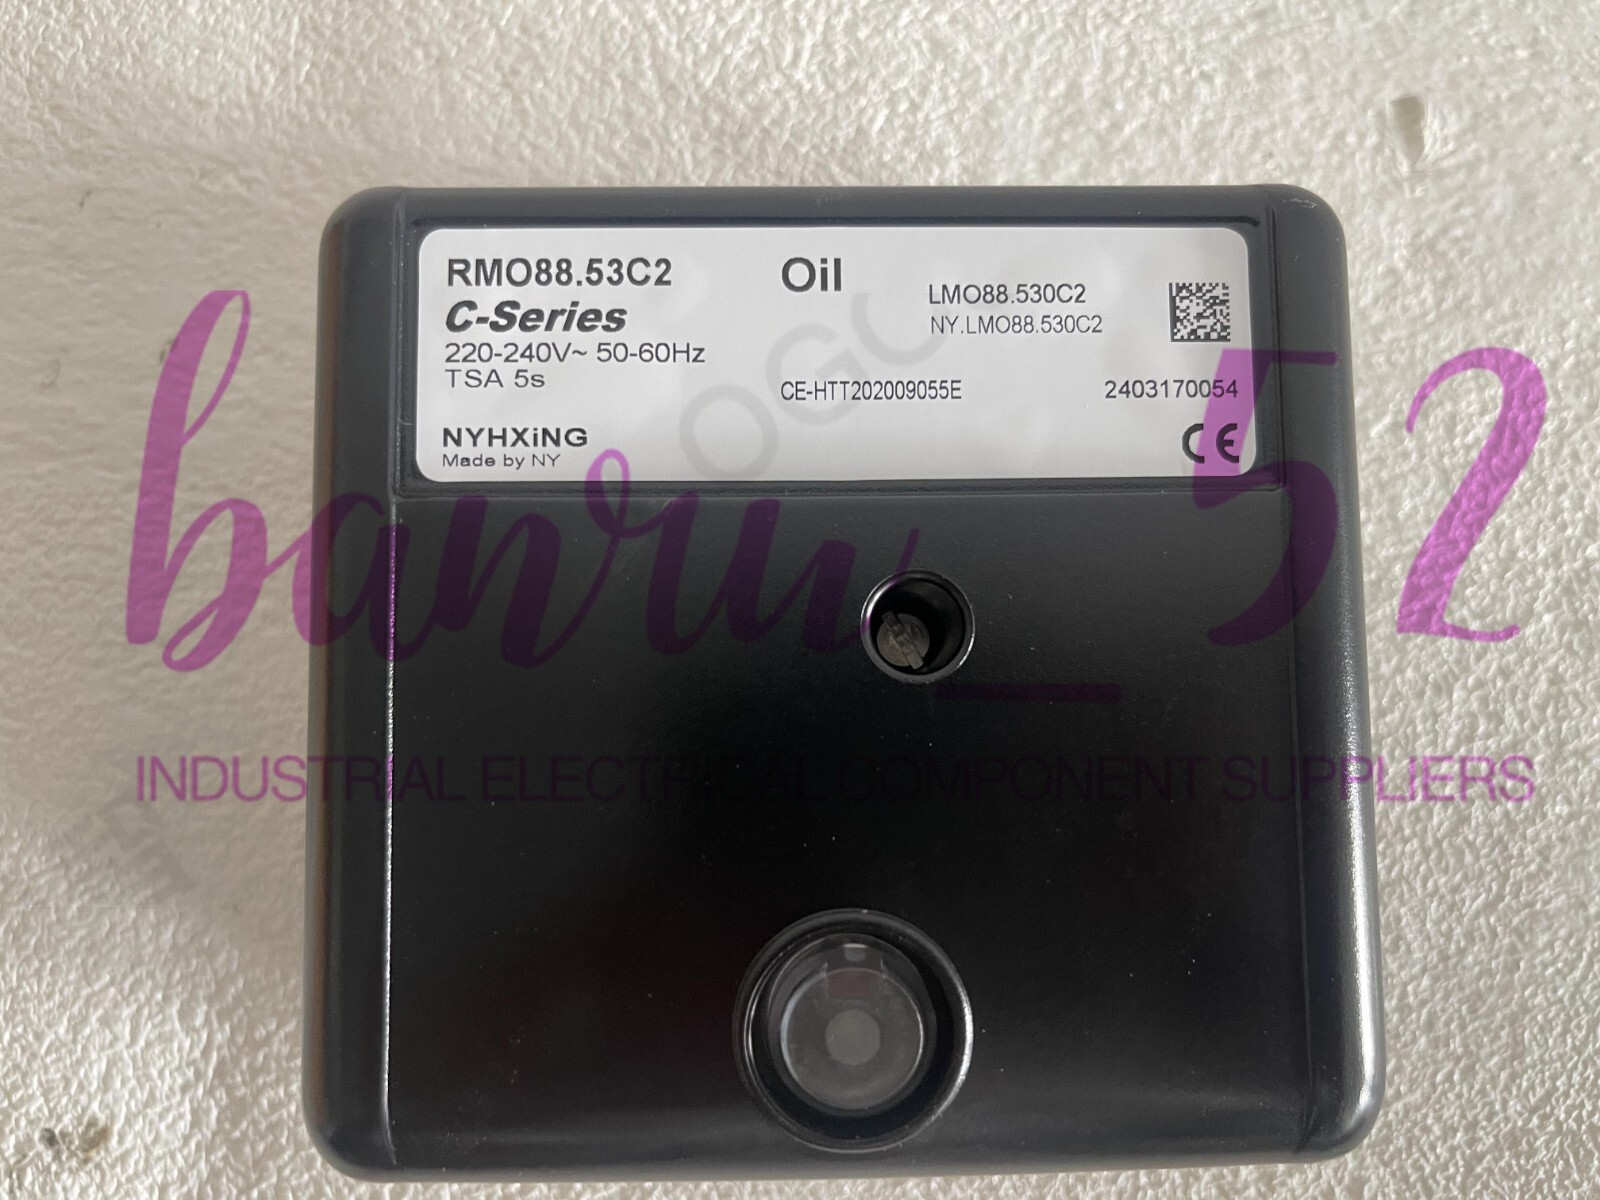 RMO88.53C2
C-Series
220-240V~ 50-60Hz
TSA 5s
NYHXiNG
Made by NY
Oil
LMO88.530C2
NY.LMO88.530C2
CE-HTT202009055E
2403170054
CE
banru_52
INDUSTRIAL ELECTRICAL COMPONENT SUPPLIERS